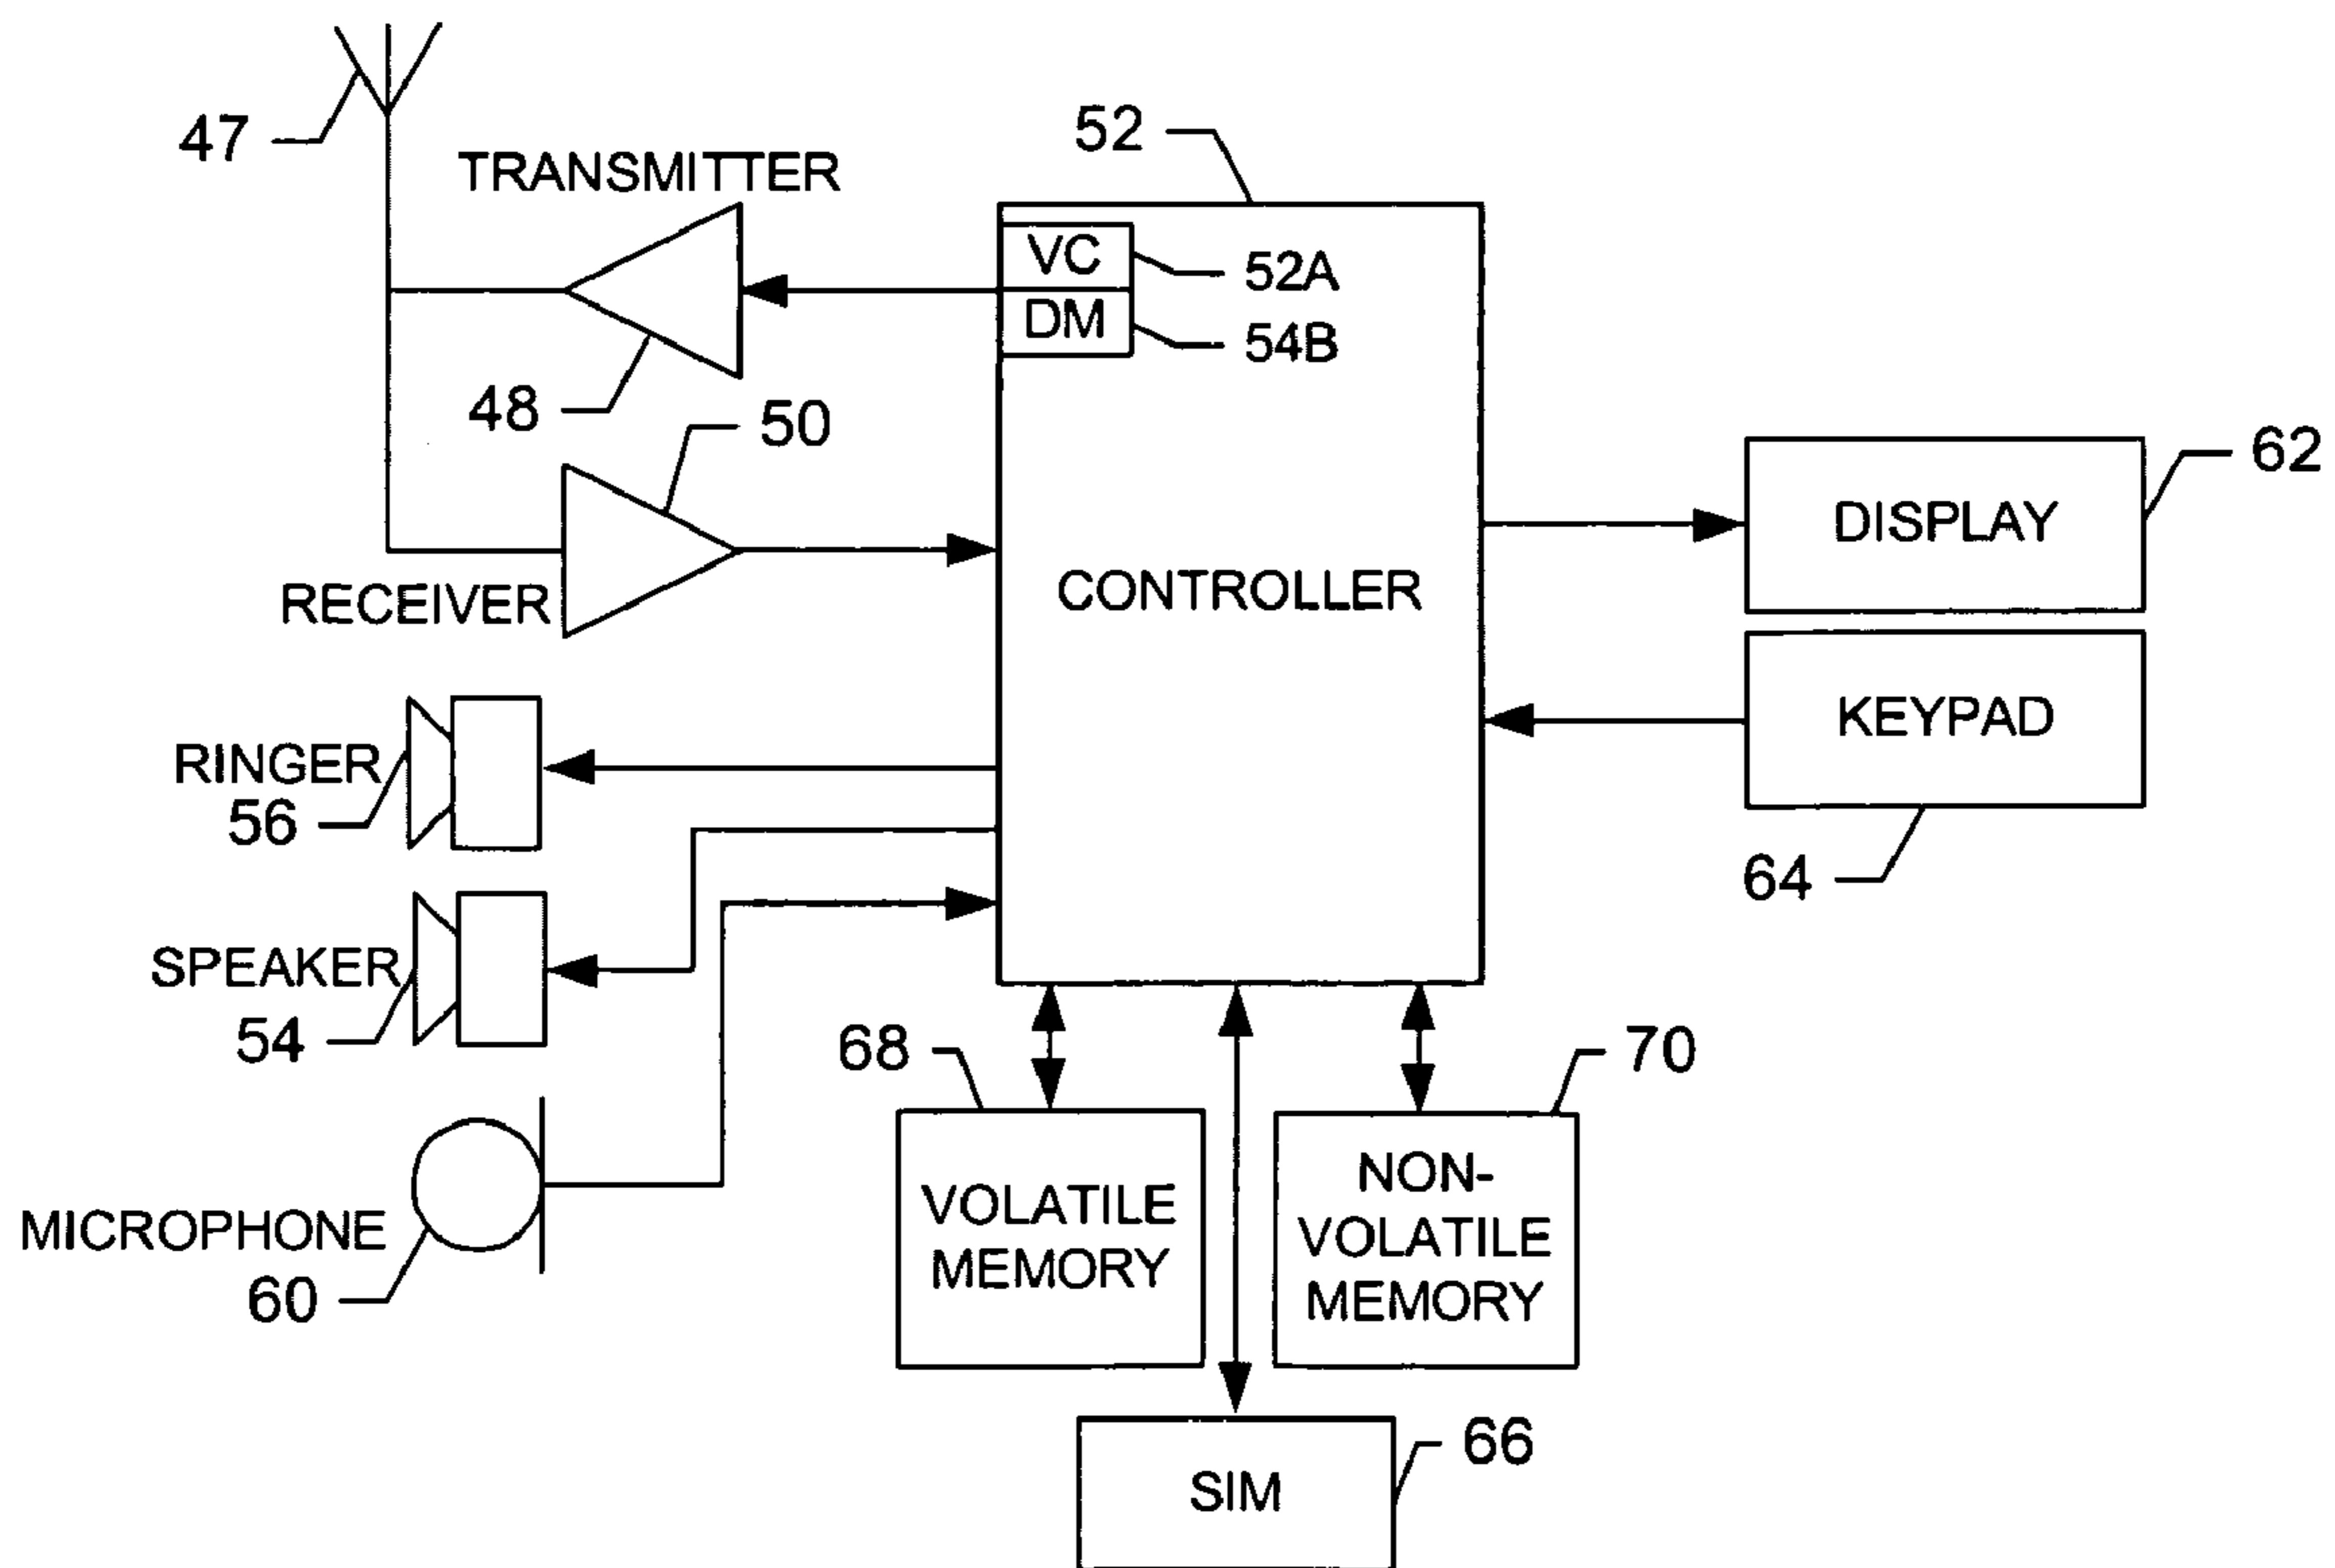 47
TRANSMITTER
52
VC
52A
DM
54B
48
50
62
DISPLAY
RECEIVER
CONTROLLER
KEYPAD
RINGER
56
64
SPEAKER
54
68
70
VOLATILE
MEMORY
NON-
VOLATILE
MEMORY
MICROPHONE
60
66
SIM